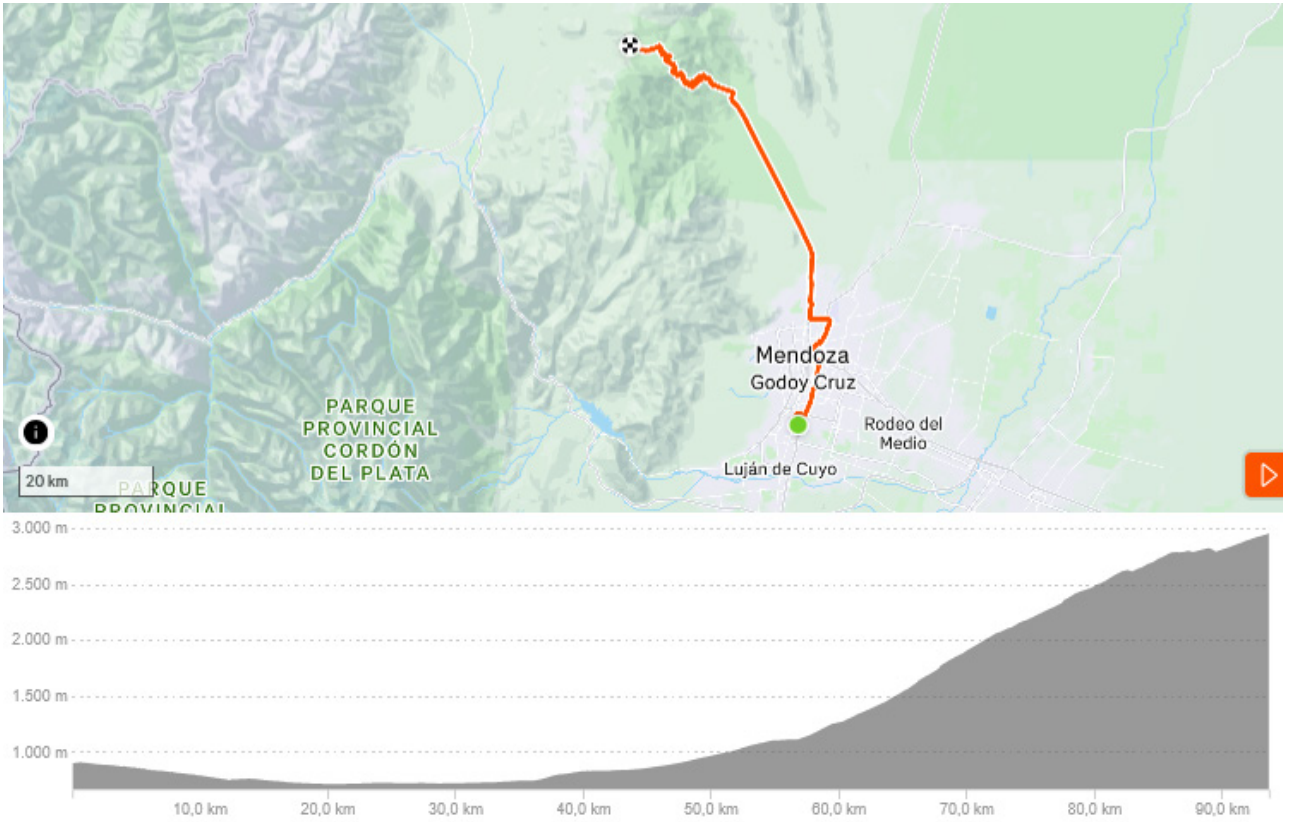 Mendoza
Godoy Cruz
PARQUE
PROVINCIAL
CORDÓN
DEL PLATA
Rodeo del
Medio
Luján de Cuyo
20 km
PARQUE
PROVINCIAL
3.000 m
2.500 m
2.000 m
1.500 m
1.000 m
10,0 km
20,0 km
30,0 km
40,0 km
50,0 km
60,0 km
70,0 km
80,0 km
90,0 km